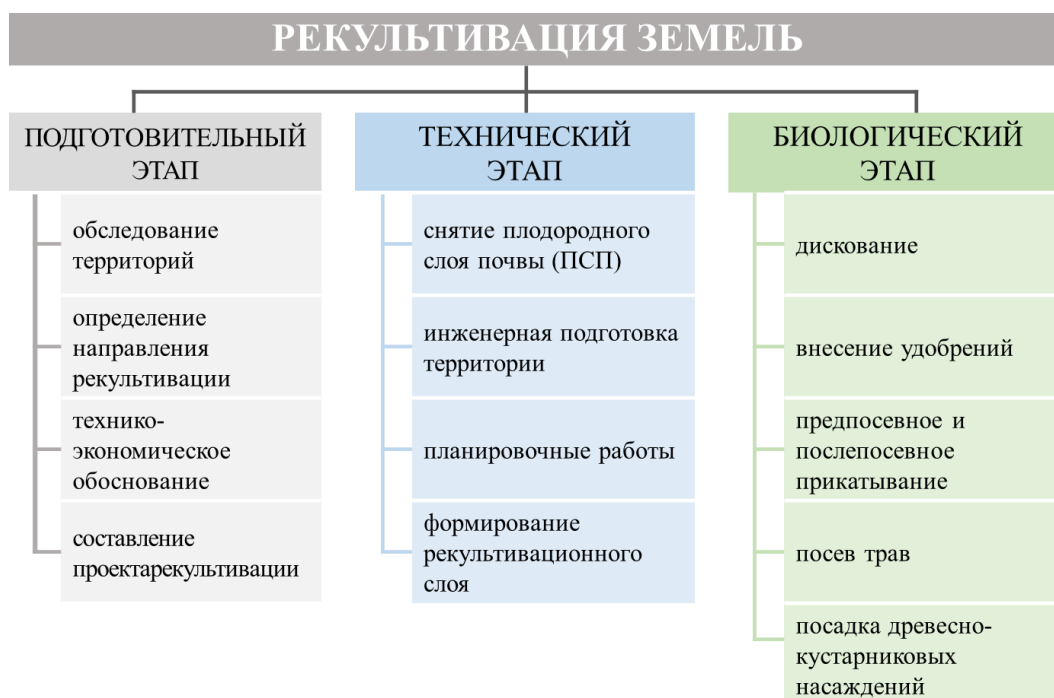 РЕКУЛЬТИВАЦИЯ ЗЕМЕЛЬ
ПОДГОТОВИТЕЛЬНЫЙ
ЭТАП
обследование
территорий
определение
направления
рекультивации
технико-
экономическое
обоснование
составление
проектарекультивации
ТЕХНИЧЕСКИЙ
ЭТАП
снятие плодородного
слоя почвы (ПСП)
инженерная подготовка
территории
планировочные работы
формирование
рекультивационного
слоя
БИОЛОГИЧЕСКИЙ
ЭТАП
дискование
внесение удобрений
предпосевное и
послепосевное
прикатывание
посев трав
посадка древесно-
кустарниковых
насаждений